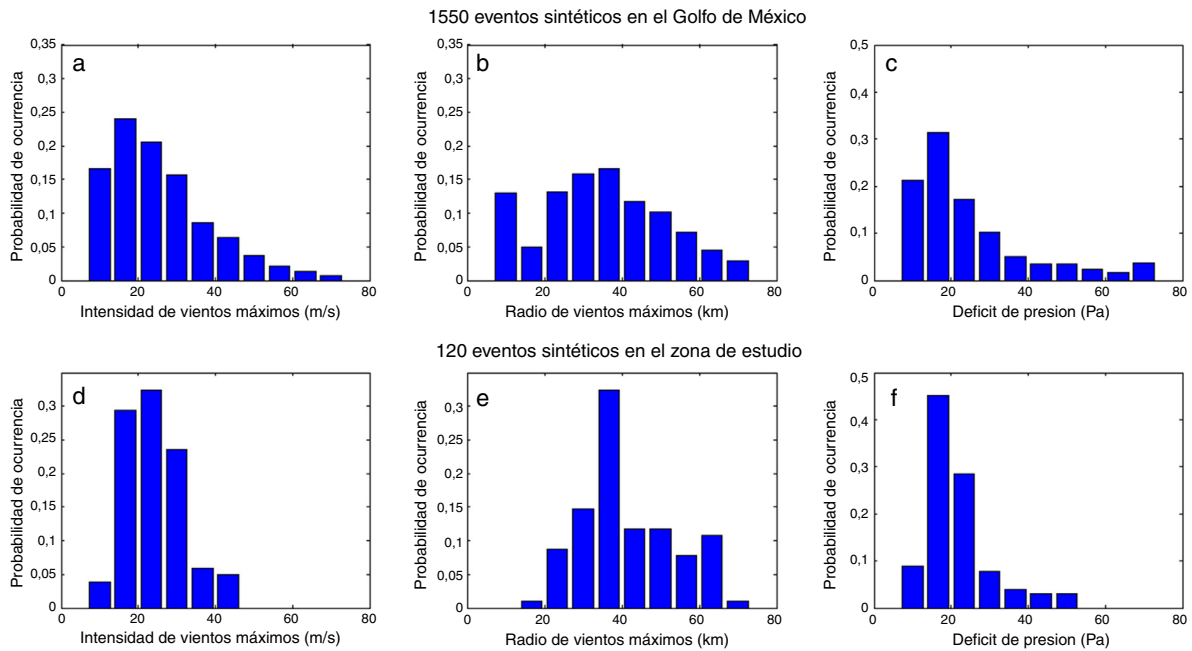 1550 eventos sintéticos en el Golfo de México
a
0,35
0,3
0,25
0,2
0,15
0,1
0,05
0
0 20 40 60 80
Probabilidad de ocurrencia
Intensidad de vientos máximos (m/s)
b
0,35
0,3
0,25
0,2
0,15
0,1
0,05
0
0 20 40 60 80
Probabilidad de ocurrencia
Radio de vientos máximos (km)
c
0,5
0,4
0,3
0,2
0,1
0
0 20 40 60 80
Probabilidad de ocurrencia
Deficit de presion (Pa)
120 eventos sintéticos en el zona de estudio
d
0,3
0,25
0,2
0,15
0,1
0,05
0
0 20 40 60 80
Probabilidad de ocurrencia
Intensidad de vientos máximos (m/s)
e
0,3
0,25
0,2
0,15
0,1
0,05
0
0 20 40 60 80
Probabilidad de ocurrencia
Radio de vientos máximos (km)
f
0,5
0,4
0,3
0,2
0,1
0
0 20 40 60 80
Probabilidad de ocurrencia
Deficit de presion (Pa)